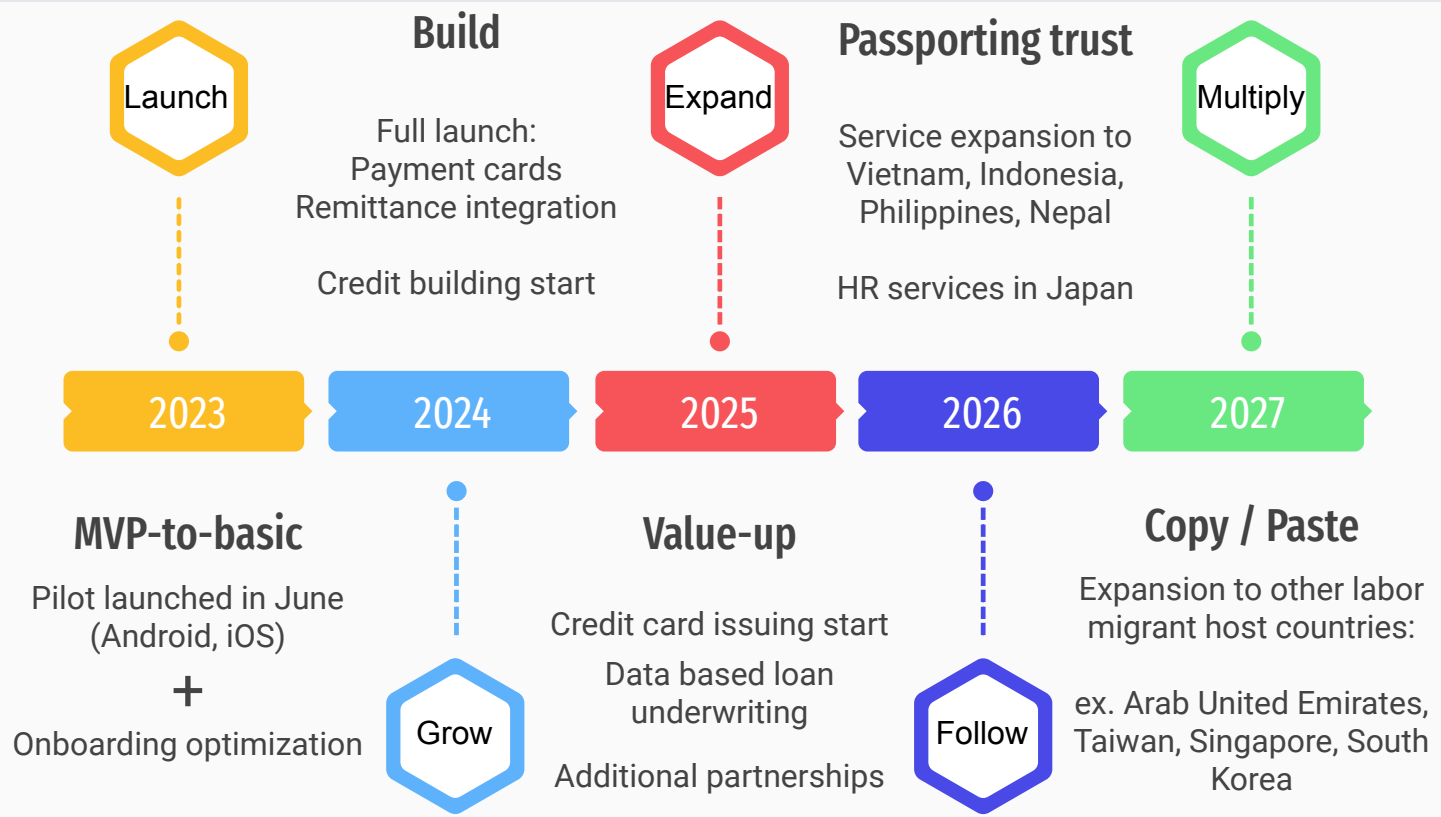 Launch
2023
MVP-to-basic
Pilot launched in June
(Android, iOS)
+
Onboarding optimization
Build
Full launch:
Payment cards
Remittance integration
Credit building start
2024
Grow
Expand
2025
Value-up
Credit card issuing start
Data based loan
underwriting
Additional partnerships
Passporting trust
Service expansion to
Vietnam, Indonesia,
Philippines, Nepal
HR services in Japan
2026
Follow
Multiply
2027
Copy / Paste
Expansion to other labor
migrant host countries:
ex. Arab United Emirates,
Taiwan, Singapore, South
Korea